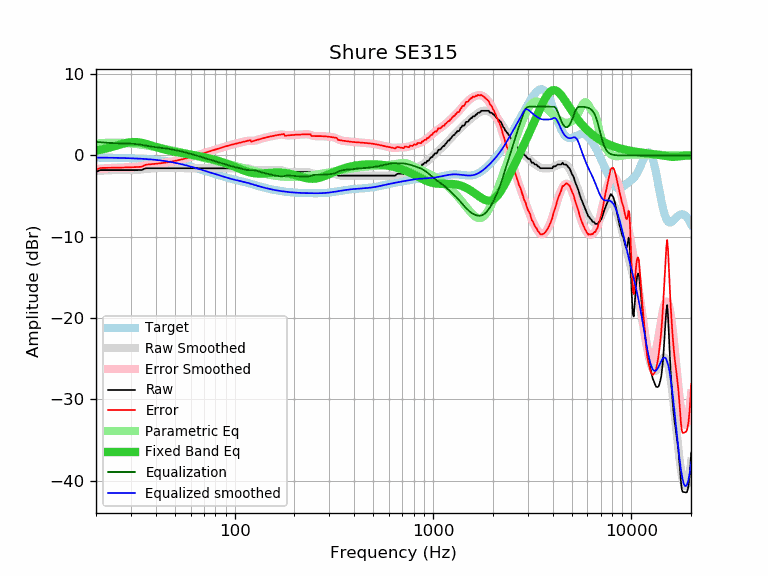 Shure SE315
Amplitude (dBr)
10
0
−10
−20
−30
−40
Target
Raw Smoothed
Error Smoothed
Raw
Error
Parametric Eq
Fixed Band Eq
Equalization
Equalized smoothed
100
1000
10000
Frequency (Hz)